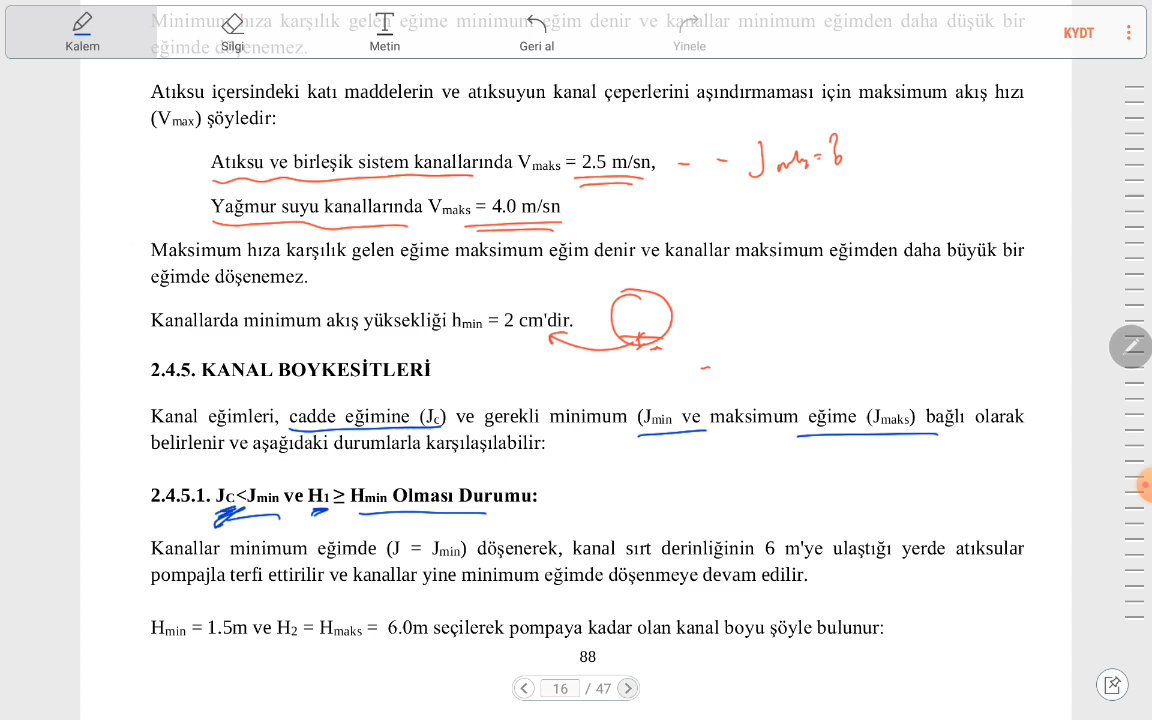 Minimum hıza karşılık gelen eğime minimum eğim denir ve kanallar minimum eğimden daha düşük bir
eğimde döşenemez.
Kalem
Silgi
Metin
Geri al
Yinele
KYDT
Atıksu içersindeki katı maddelerin ve atıksuyun kanal çeperlerini aşındırmaması için maksimum akış hızı
(Vmax) şöyledir:
Atıksu ve birleşik sistem kanallarında Vmaks = 2.5 m/sn, - - Jmaks = ?
Yağmur suyu kanallarında Vmaks = 4.0 m/sn
Maksimum hıza karşılık gelen eğime maksimum eğim denir ve kanallar maksimum eğimden daha büyük bir
eğimde döşenemez.
Kanallarda minimum akış yüksekliği hmin = 2 cm'dir.
2.4.5. KANAL BOYKESİTLERİ
Kanal eğimleri, cadde eğimine (Jc) ve gerekli minimum (Jmin ve maksimum eğime (Jmaks) bağlı olarak
belirlenir ve aşağıdaki durumlarla karşılaşılabilir:
2.4.5.1. JC<Jmin ve H1 ≥ Hmin Olması Durumu:
Kanallar minimum eğimde (J = Jmin) döşenerek, kanal sırt derinliğinin 6 m'ye ulaştığı yerde atıksular
pompajla terfi ettirilir ve kanallar yine minimum eğimde döşenmeye devam edilir.
Hmin = 1.5m ve H2 = Hmaks = 6.0m seçilerek pompaya kadar olan kanal boyu şöyle bulunur:
88
16 / 47